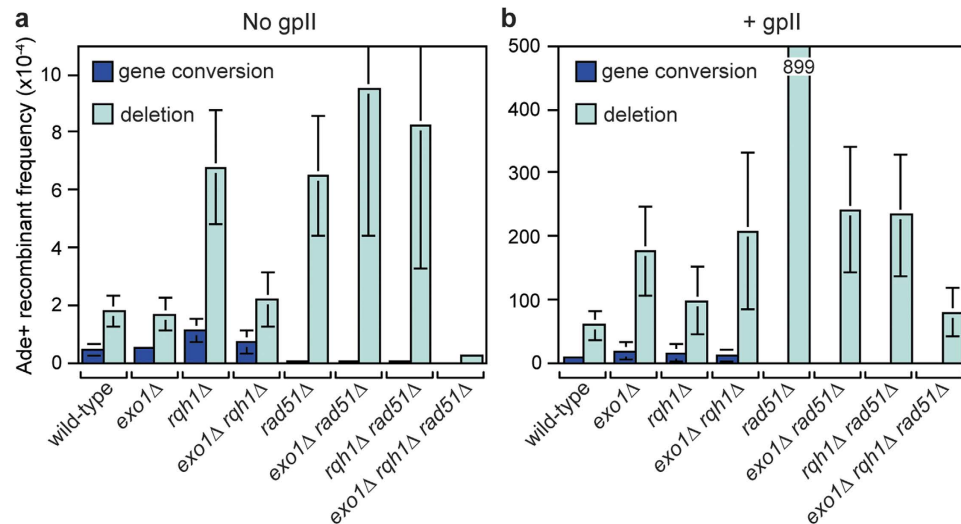 a
No gpII
Ade+ recombinant frequency (x10⁻⁴)
10
8
6
4
2
0
gene conversion
deletion
wild-type
exo1Δ
rqh1Δ
exo1Δ rqh1Δ
rad51Δ
exo1Δ rad51Δ
rqh1Δ rad51Δ
exo1Δ rqh1Δ rad51Δ
b
+ gpII
500
400
300
200
100
0
gene conversion
deletion
899
wild-type
exo1Δ
rqh1Δ
exo1Δ rqh1Δ
rad51Δ
exo1Δ rad51Δ
rqh1Δ rad51Δ
exo1Δ rqh1Δ rad51Δ